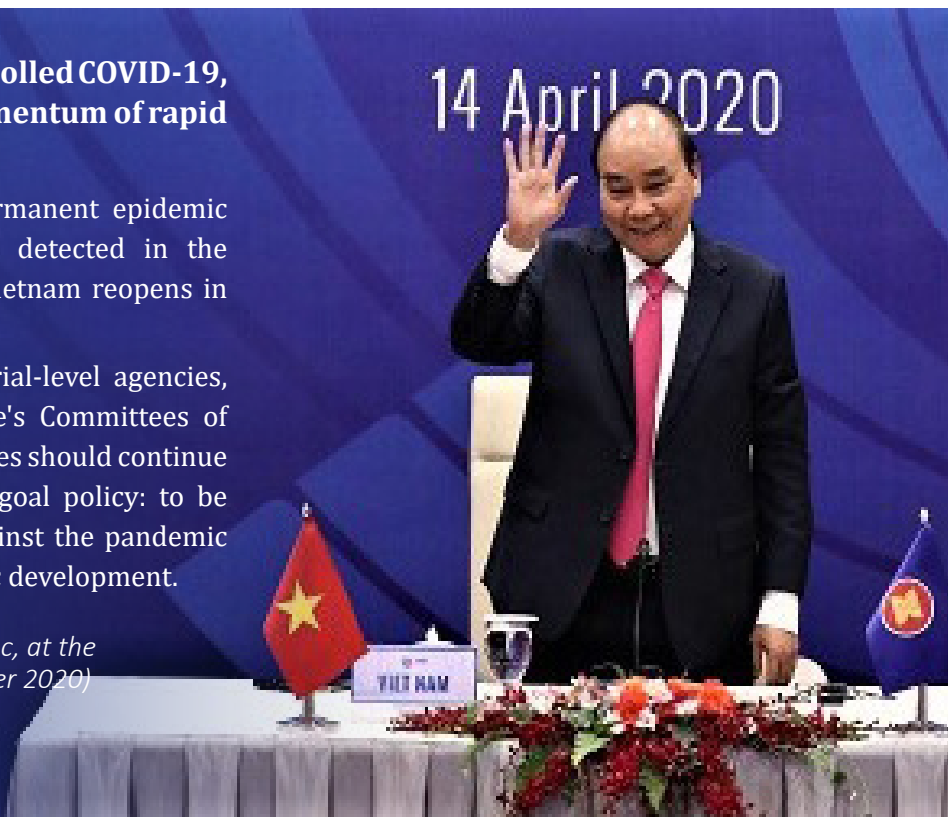 olled COVID-19,
mentum of rapid
rmanent epidemic
detected in the
ietnam reopens in
rial-level agencies,
e's Committees of
es should continue
goal policy: to be
inst the pandemic
c development.
c, at the
er 2020)
14 April 2020
VIET NAM